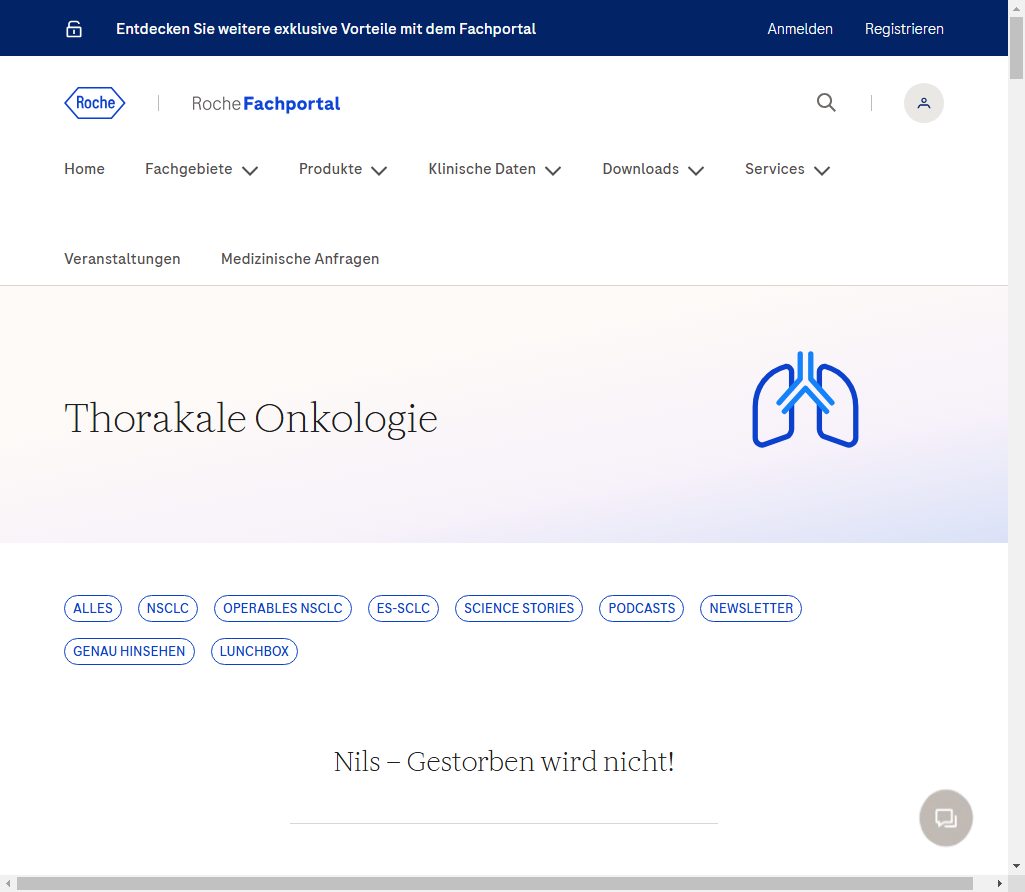 Entdecken Sie weitere exklusive Vorteile mit dem Fachportal Anmelden Registrieren
Roche Roche Fachportal
Home Fachgebiete Produkte Klinische Daten Downloads Services
Veranstaltungen Medizinische Anfragen
Thorakale Onkologie
ALLES NSCLC OPERABLES NSCLC ES-SCLC SCIENCE STORIES PODCASTS NEWSLETTER
GENAU HINSEHEN LUNCHBOX
Nils – Gestorben wird nicht!